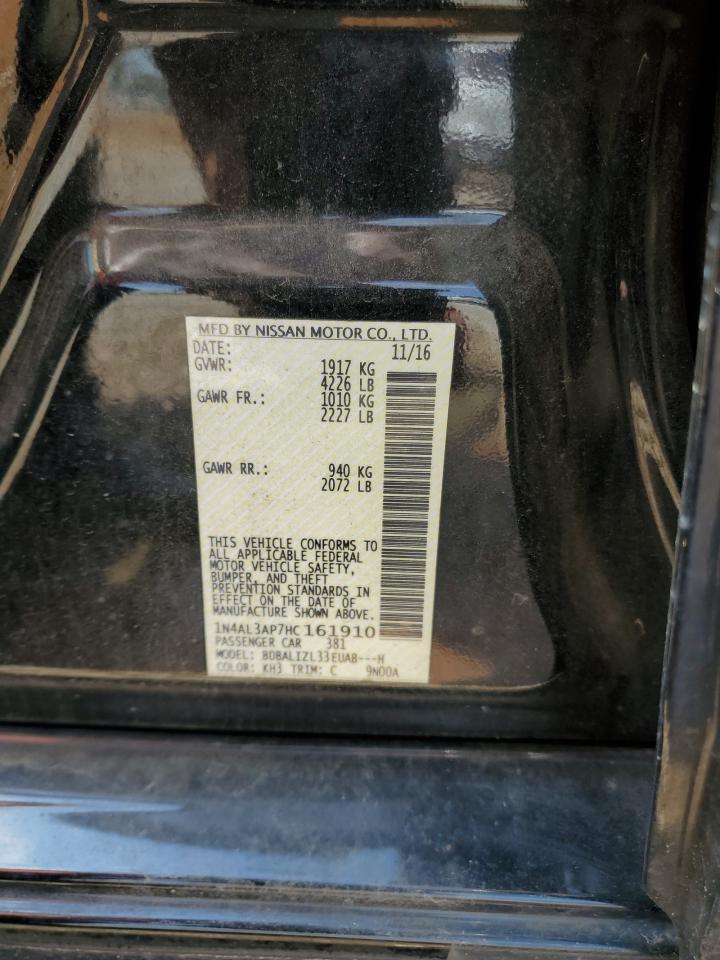 MFD BY NISSAN MOTOR CO., LTD.
DATE: 11/16
GVWR: 1917 KG
4226 LB
GAWR FR.: 1010 KG
2227 LB
GAWR RR.: 940 KG
2072 LB
THIS VEHICLE CONFORMS TO
ALL APPLICABLE FEDERAL
MOTOR VEHICLE SAFETY,
BUMPER, AND THEFT
PREVENTION STANDARDS IN
EFFECT ON THE DATE OF
MANUFACTURE SHOWN ABOVE.
1N4AL3AP7HC161910
PASSENGER CAR 381
MODEL: BDBALIZL33EUAB---H
COLOR: KH3 TRIM: C 9N00A